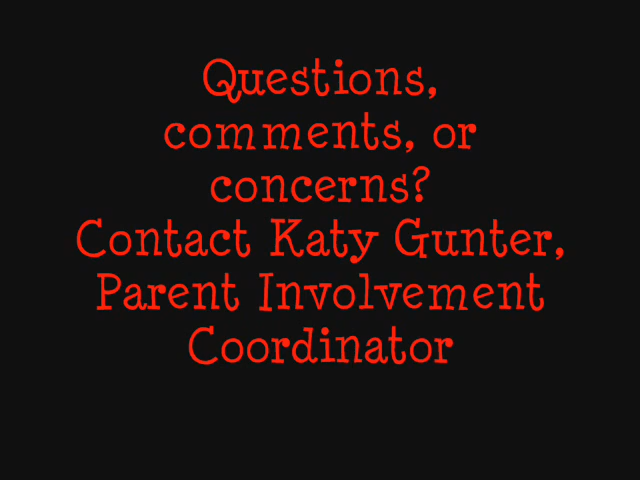 Questions,
comments, or
concerns?
Contact Katy Gunter,
Parent Involvement
Coordinator